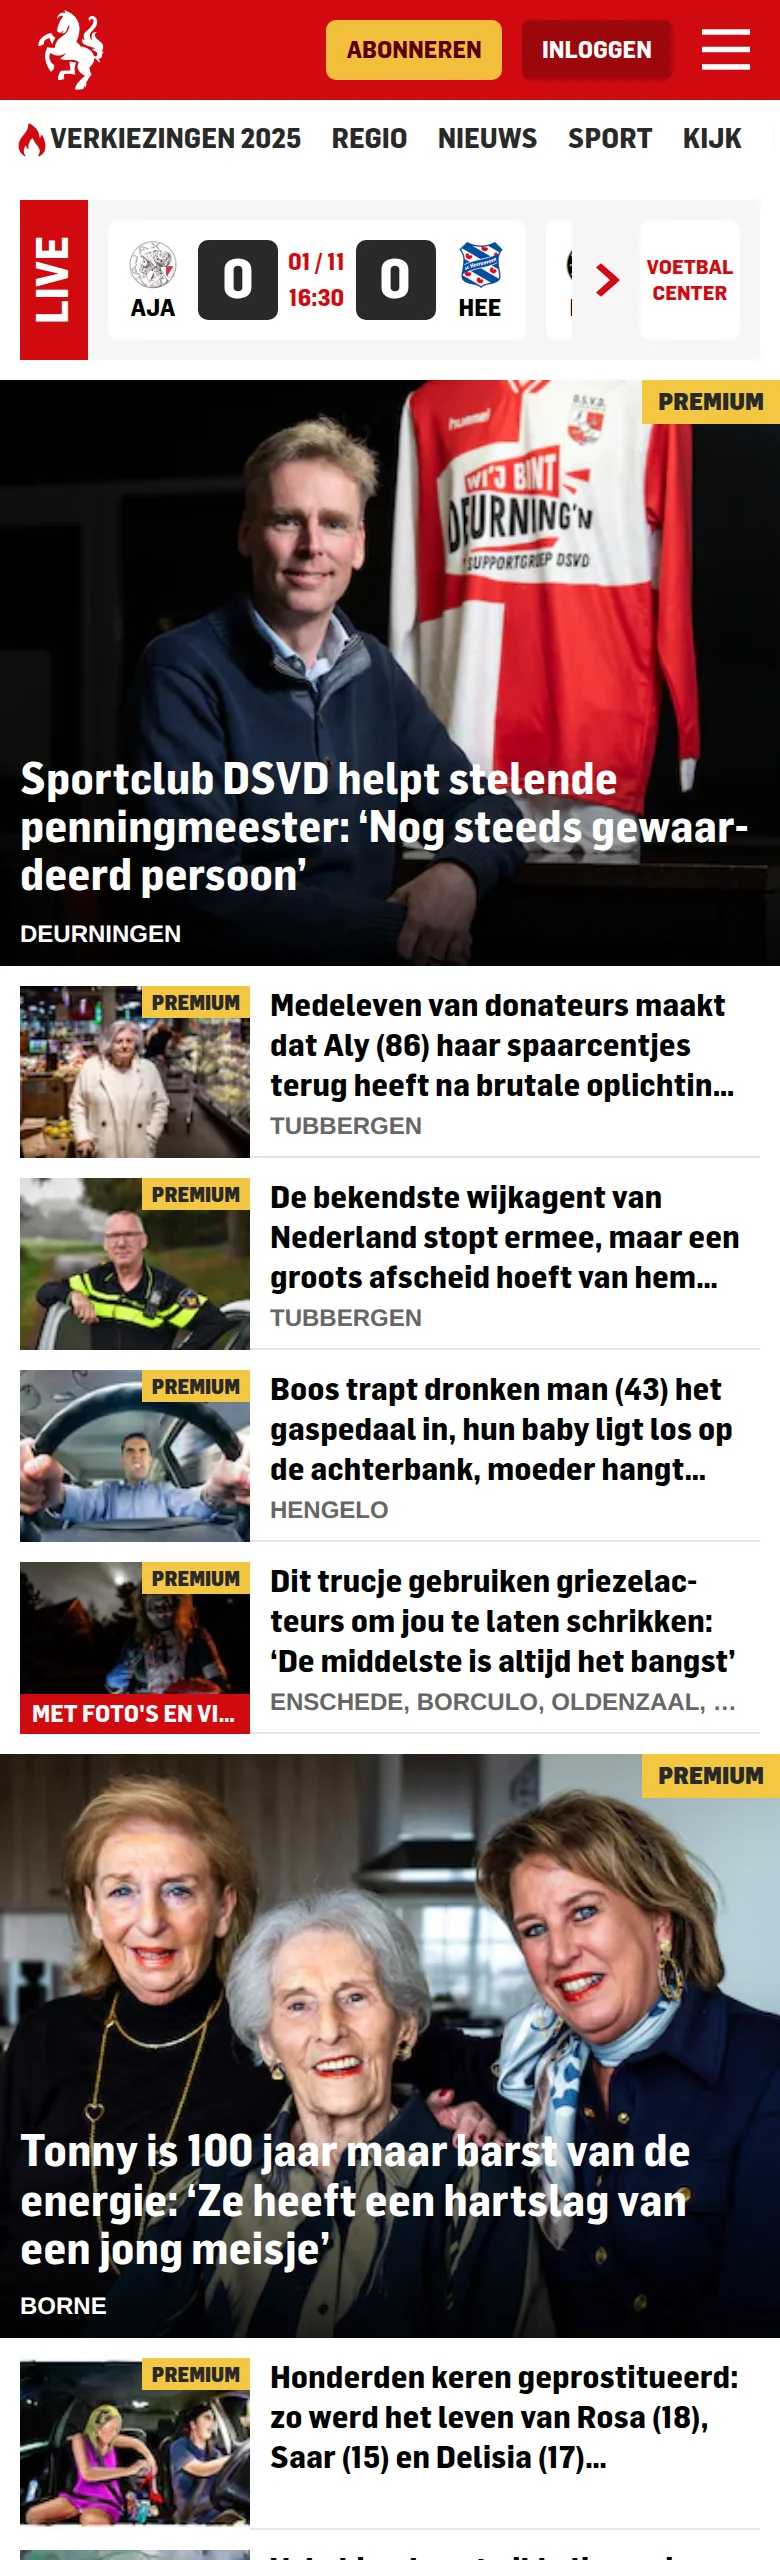 ABONNEREN
INLOGGEN
VERKIEZINGEN 2025 REGIO NIEUWS SPORT KIJK
LIVE
AJA
0
01 / 11
16:30
0
HEE
VOETBAL
CENTER
PREMIUM
hummel
D.S.V.D.
WI'J BINT
DEURNING'N
SUPPORTGROEP DSVD
Sportclub DSVD helpt stelende
penningmeester: ‘Nog steeds gewaar-
deerd persoon’
DEURNINGEN
PREMIUM
Medeleven van donateurs maakt
dat Aly (86) haar spaarcentjes
terug heeft na brutale oplichtin...
TUBBERGEN
PREMIUM
De bekendste wijkagent van
Nederland stopt ermee, maar een
groots afscheid hoeft van hem...
TUBBERGEN
PREMIUM
Boos trapt dronken man (43) het
gaspedaal in, hun baby ligt los op
de achterbank, moeder hangt...
HENGELO
PREMIUM
MET FOTO'S EN VI...
Dit trucje gebruiken griezelac-
teurs om jou te laten schrikken:
‘De middelste is altijd het bangst’
ENSCHEDE, BORCULO, OLDENZAAL, ...
PREMIUM
Tonny is 100 jaar maar barst van de
energie: ‘Ze heeft een hartslag van
een jong meisje’
BORNE
PREMIUM
Honderden keren geprostitueerd:
zo werd het leven van Rosa (18),
Saar (15) en Delisia (17)...